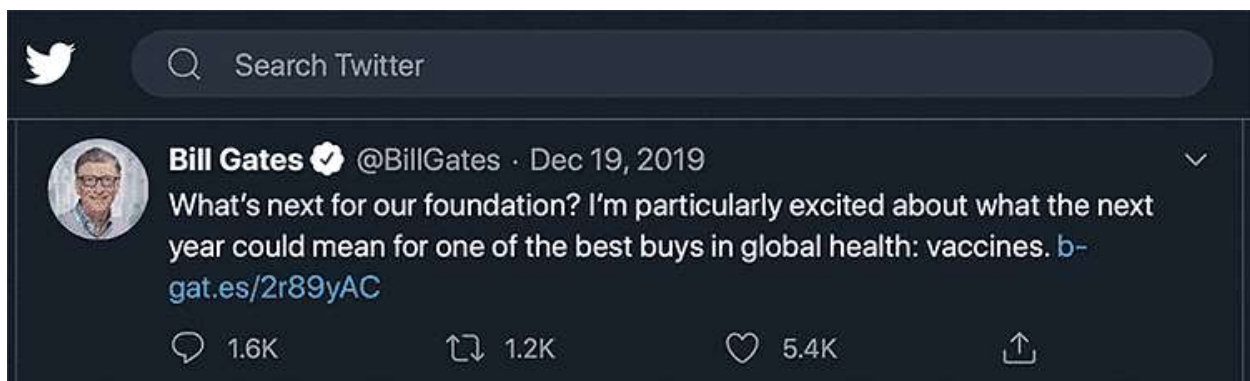 Search Twitter
Bill Gates @BillGates · Dec 19, 2019
What's next for our foundation? I'm particularly excited about what the next
year could mean for one of the best buys in global health: vaccines. b-
gat.es/2r89yAC
1.6K 1.2K 5.4K